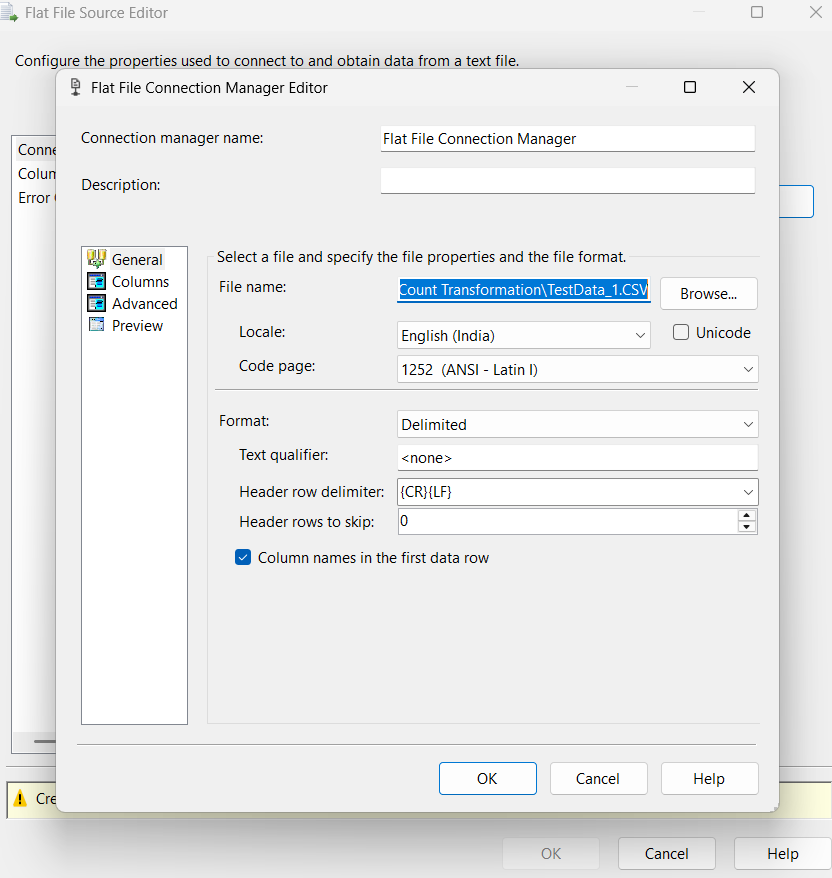 Flat File Source Editor
Configure the properties used to connect to and obtain data from a text file.
Flat File Connection Manager Editor
Connection manager name: Flat File Connection Manager
Description:
Conne
Colum
Error
General
Columns
Advanced
Preview
Select a file and specify the file properties and the file format.
File name: Count Transformation\TestData_1.CSV Browse...
Locale: English (India) Unicode
Code page: 1252 (ANSI - Latin I)
Format: Delimited
Text qualifier: <none>
Header row delimiter: {CR}{LF}
Header rows to skip: 0
Column names in the first data row
OK Cancel Help
Cre
OK Cancel Help